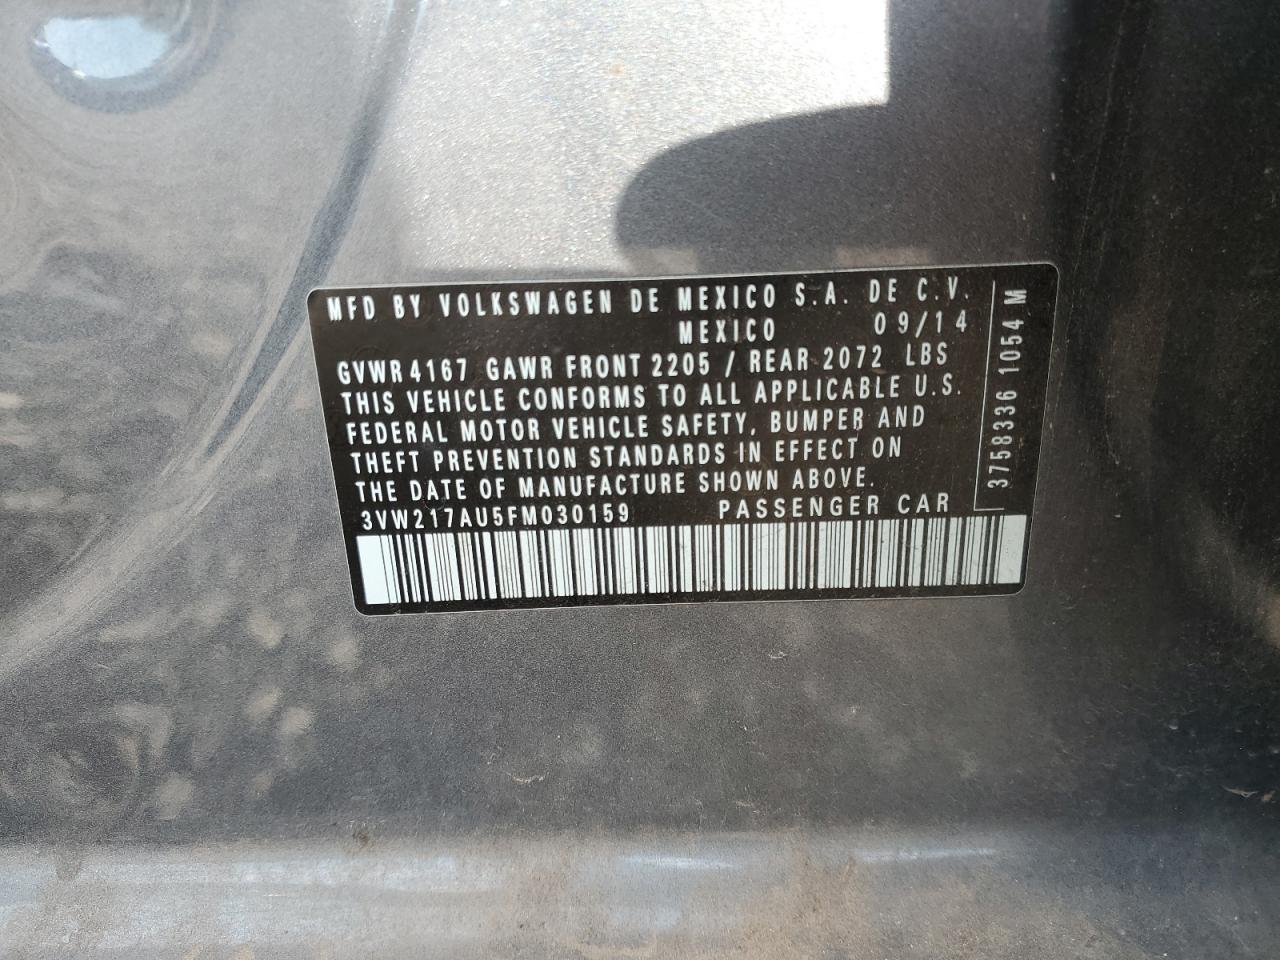 MFD BY VOLKSWAGEN DE MEXICO S.A. DE C.V.
MEXICO 09/14
GVWR 4167 GAWR FRONT 2205 / REAR 2072 LBS
THIS VEHICLE CONFORMS TO ALL APPLICABLE U.S.
FEDERAL MOTOR VEHICLE SAFETY, BUMPER AND
THEFT PREVENTION STANDARDS IN EFFECT ON
THE DATE OF MANUFACTURE SHOWN ABOVE.
3VW217AU5FM030159 PASSENGER CAR
3758336 1054 M